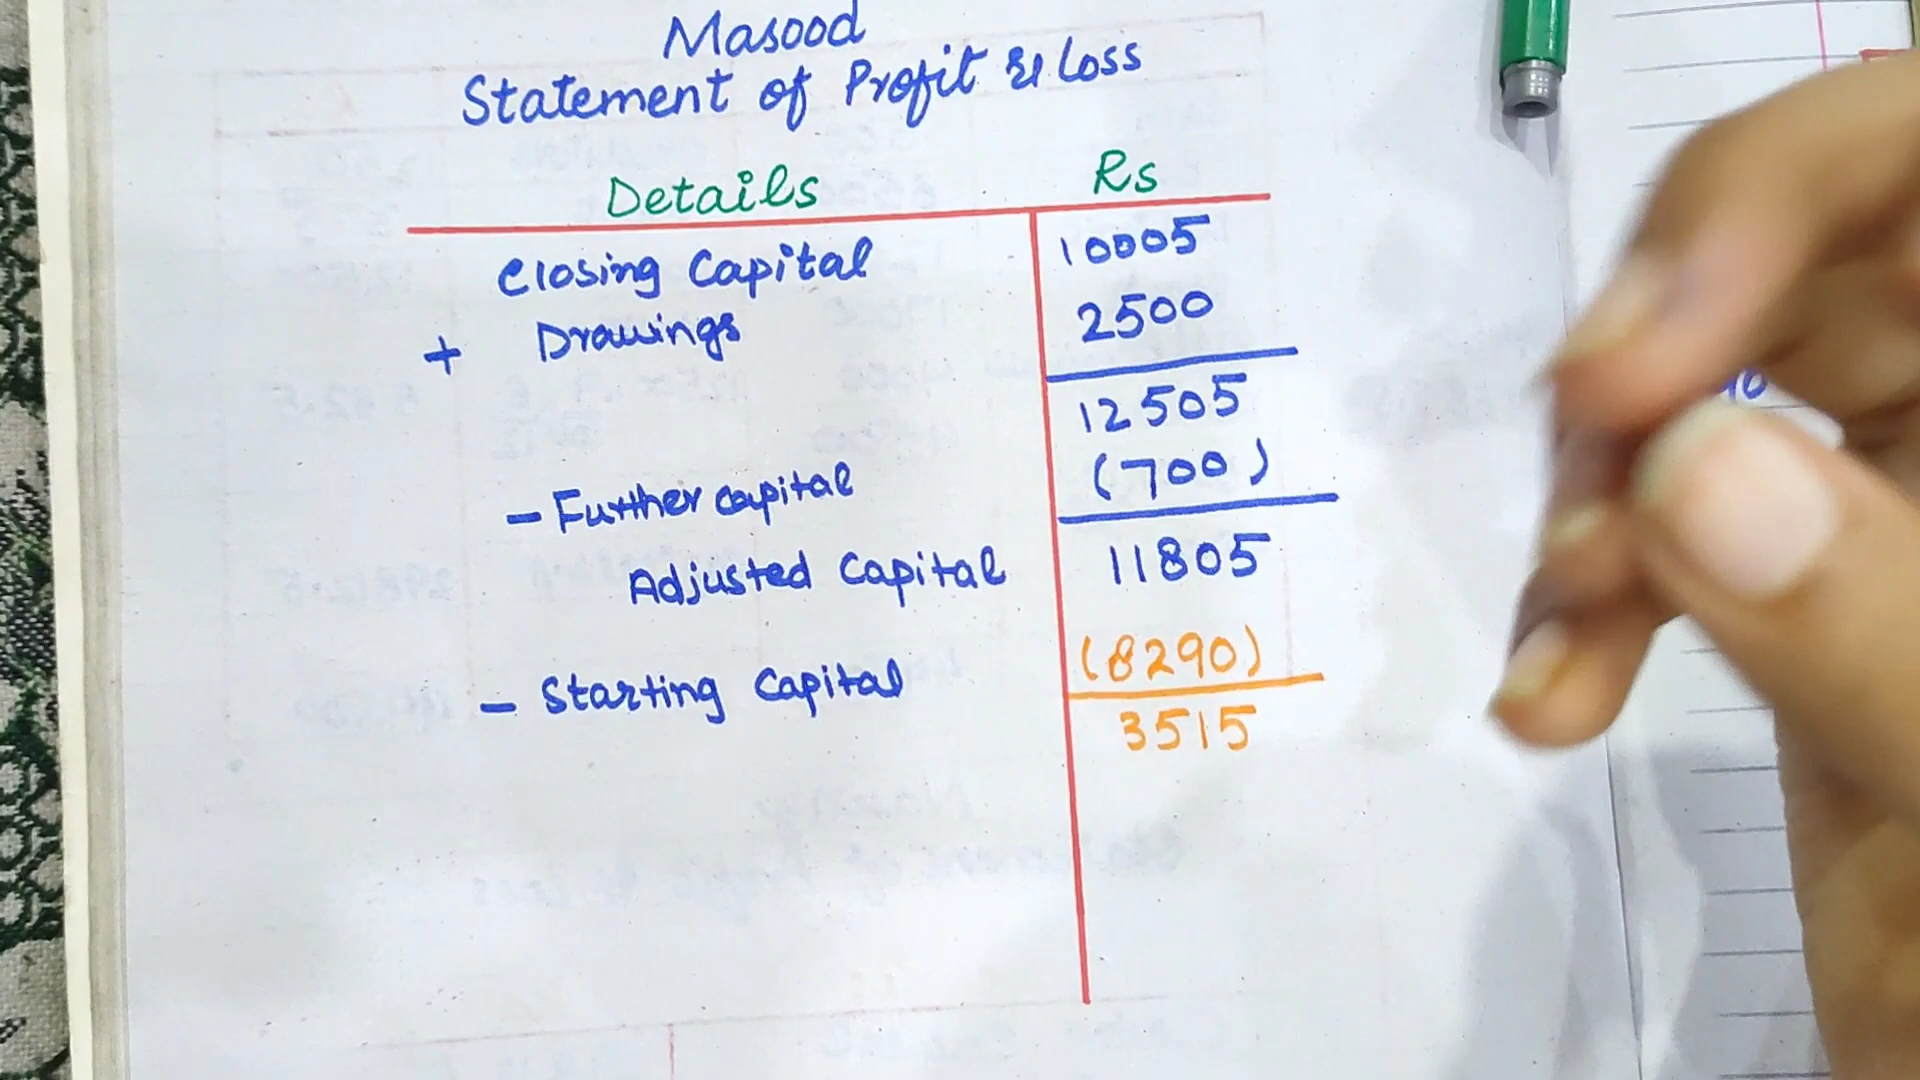 Masood
Statement of Profit & Loss
Details Rs
Closing Capital 10005
+ Drawings 2500
12505
- Further capital (700)
Adjusted Capital 11805
- Starting Capital (8290)
3515